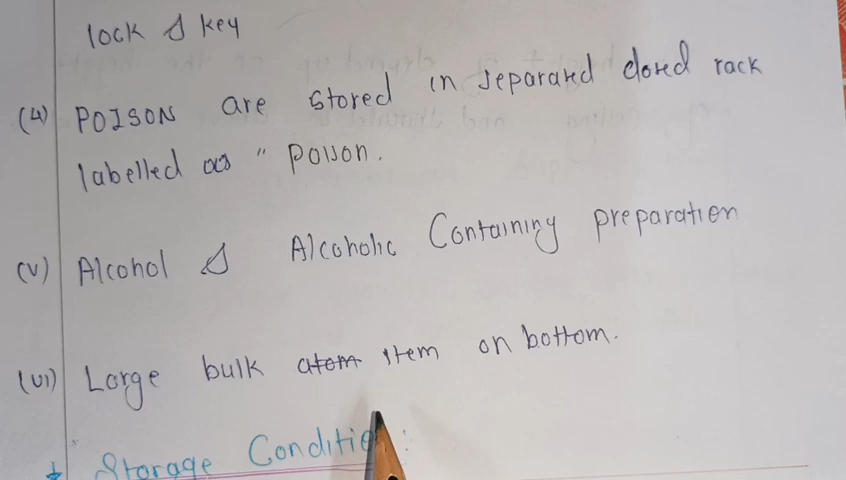 lock & key
(4) POISON are stored in separated closed rack
labelled as " Poison.
(V) Alcohol & Alcoholic Containing preparation
(VI) Large bulk atom item on bottom.
Storage Conditio :